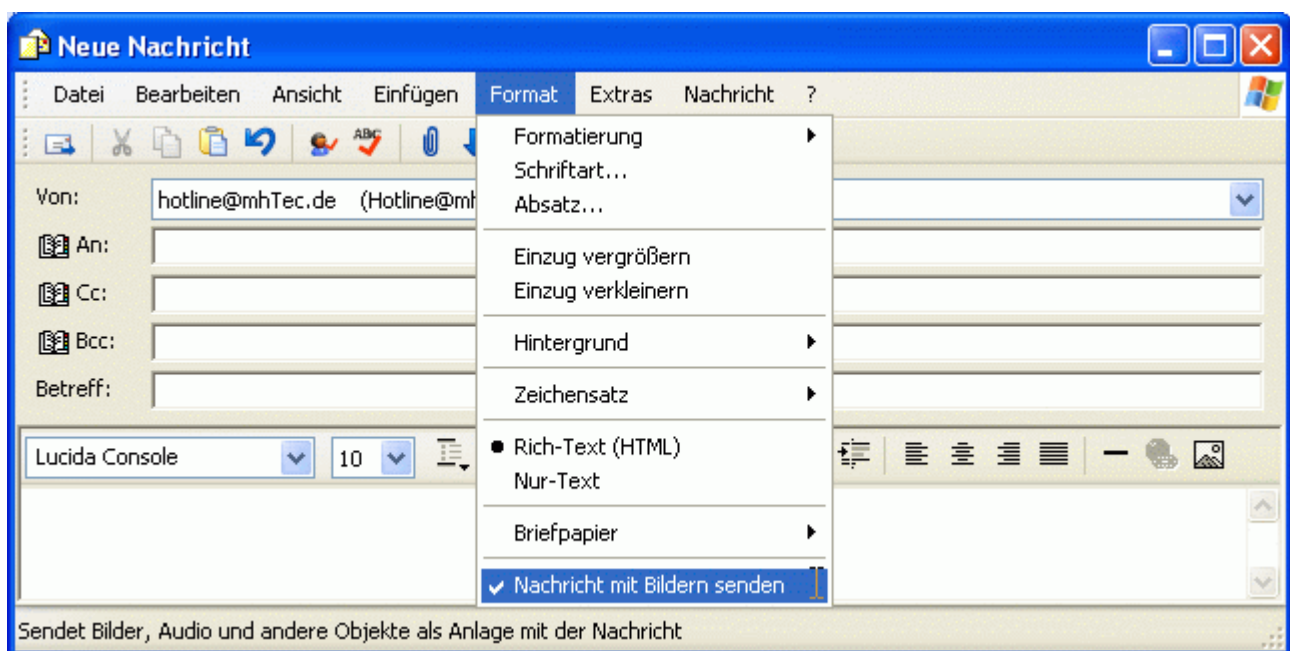 Neue Nachricht
Datei Bearbeiten Ansicht Einfügen Format Extras Nachricht ?
ABC
Formatierung
Schriftart...
Absatz...
Einzug vergrößern
Einzug verkleinern
Hintergrund
Zeichensatz
Rich-Text (HTML)
Nur-Text
Briefpapier
Nachricht mit Bildern senden
Von: hotline@mhTec.de
An:
Cc:
Bcc:
Betreff:
Lucida Console 10
Sendet Bilder, Audio und andere Objekte als Anlage mit der Nachricht